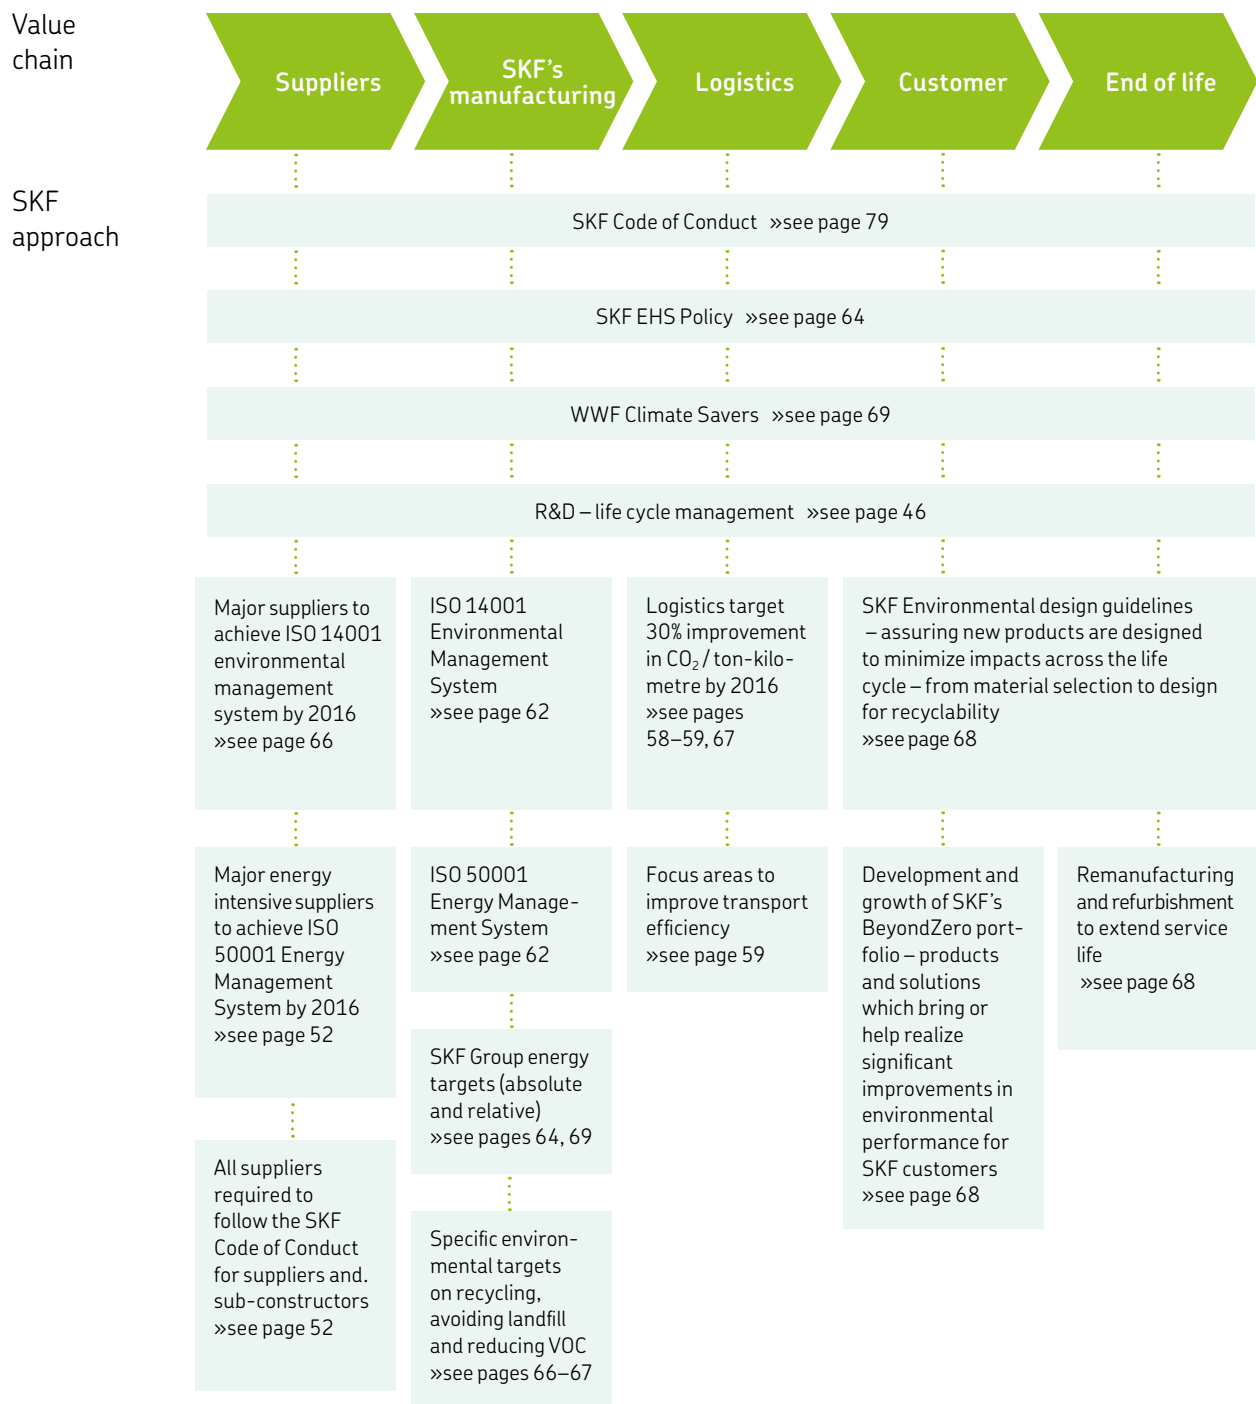 Value
chain
Suppliers
SKF's
manufacturing
Logistics
Customer
End of life
SKF
approach
SKF Code of Conduct »see page 79
SKF EHS Policy »see page 64
WWF Climate Savers »see page 69
R&D – life cycle management »see page 46
Major suppliers to
achieve ISO 14001
environmental
management
system by 2016
»see page 66
ISO 14001
Environmental
Management
System
»see page 62
Logistics target
30% improvement
in CO₂ / ton-kilo-
metre by 2016
»see pages
58–59, 67
SKF Environmental design guidelines
– assuring new products are designed
to minimize impacts across the life
cycle – from material selection to design
for recyclability
»see page 68
Major energy
intensive suppliers
to achieve ISO
50001 Energy
Management
System by 2016
»see page 52
ISO 50001
Energy Manage-
ment System
»see page 62
Focus areas to
improve transport
efficiency
»see page 59
Development and
growth of SKF's
BeyondZero port-
folio – products
and solutions
which bring or
help realize
significant
improvements in
environmental
performance for
SKF customers
»see page 68
Remanufacturing
and refurbishment
to extend service
life
»see page 68
SKF Group energy
targets (absolute
and relative)
»see pages 64, 69
All suppliers
required to
follow the SKF
Code of Conduct
for suppliers and.
sub-constructors
»see page 52
Specific environ-
mental targets
on recycling,
avoiding landfill
and reducing VOC
»see pages 66–67